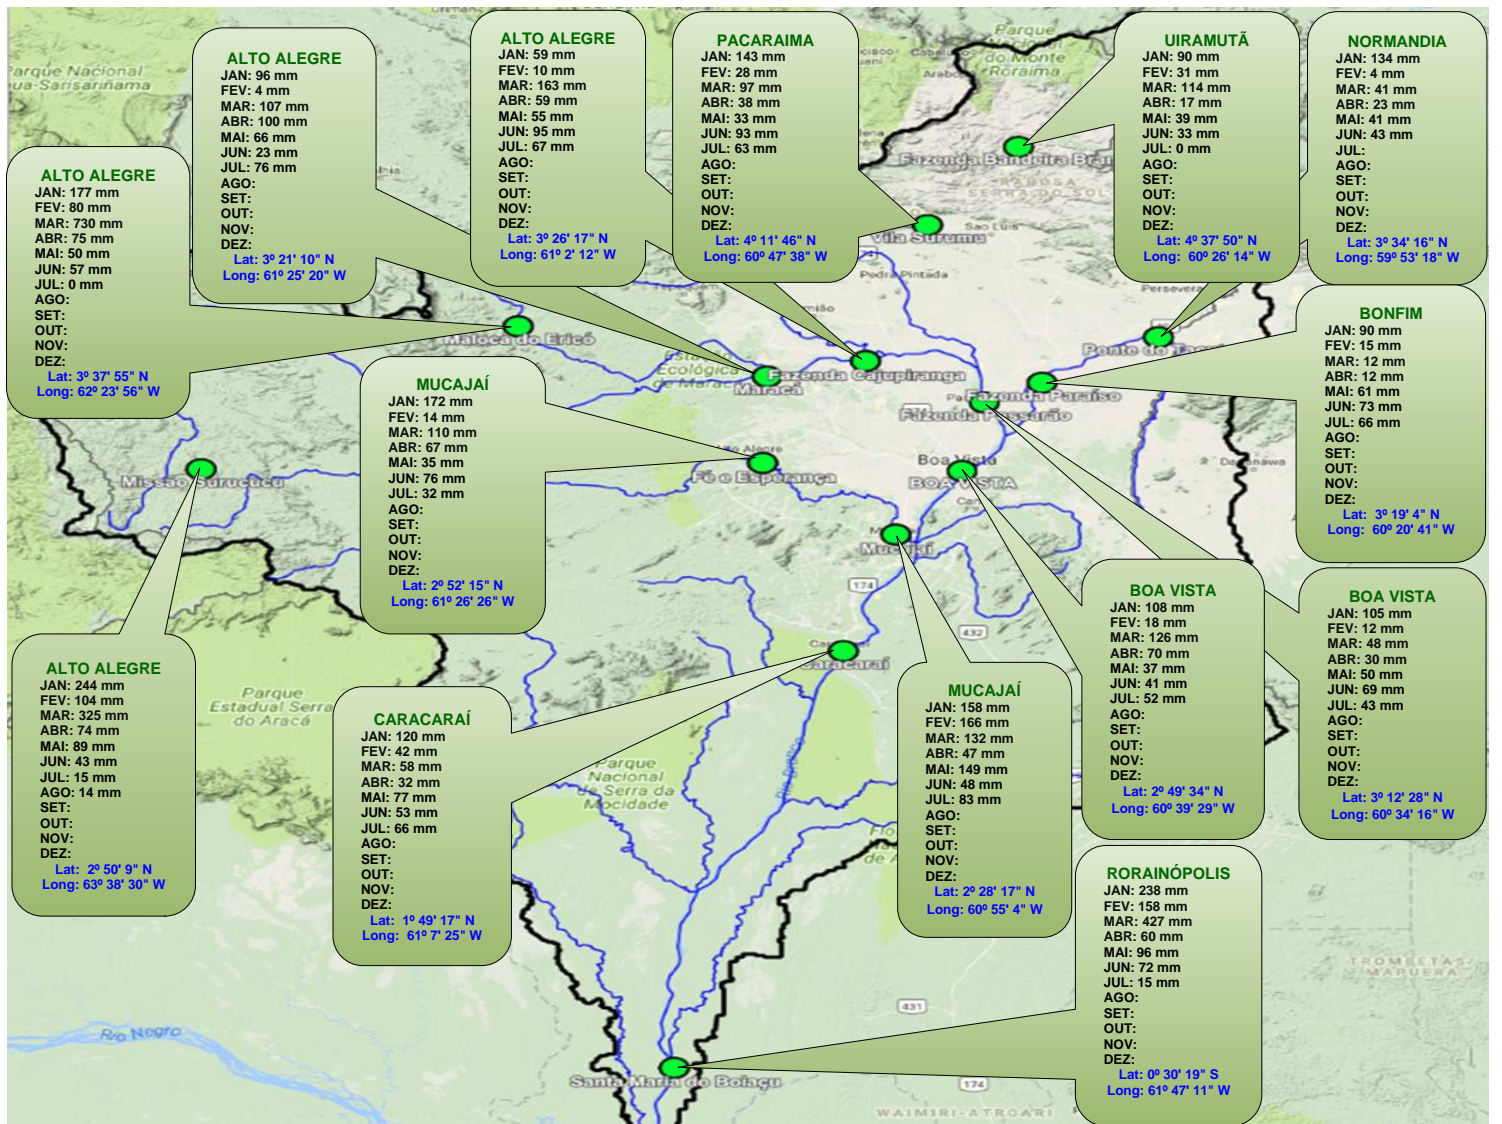 ALTO ALEGRE
JAN: 96 mm
FEV: 4 mm
MAR: 107 mm
ABR: 100 mm
MAI: 66 mm
JUN: 23 mm
JUL: 76 mm
AGO:
SET:
OUT:
NOV:
DEZ:
Lat: 3º 21' 10" N
Long: 61º 25' 20" W
ALTO ALEGRE
JAN: 59 mm
FEV: 10 mm
MAR: 163 mm
ABR: 59 mm
MAI: 55 mm
JUN: 95 mm
JUL: 67 mm
AGO:
SET:
OUT:
NOV:
DEZ:
Lat: 3º 26' 17" N
Long: 61º 2' 12" W
PACARAIMA
JAN: 143 mm
FEV: 28 mm
MAR: 97 mm
ABR: 38 mm
MAI: 33 mm
JUN: 93 mm
JUL: 63 mm
AGO:
SET:
OUT:
NOV:
DEZ:
Lat: 4º 11' 46" N
Long: 60º 47' 38" W
UIRAMUTÃ
JAN: 90 mm
FEV: 31 mm
MAR: 114 mm
ABR: 17 mm
MAI: 39 mm
JUN: 33 mm
JUL: 0 mm
AGO:
SET:
OUT:
NOV:
DEZ:
Lat: 4º 37' 50" N
Long: 60º 26' 14" W
NORMANDIA
JAN: 134 mm
FEV: 4 mm
MAR: 41 mm
ABR: 23 mm
MAI: 41 mm
JUN: 43 mm
JUL:
AGO:
SET:
OUT:
NOV:
DEZ:
Lat: 3º 34' 16" N
Long: 59º 53' 18" W
ALTO ALEGRE
JAN: 177 mm
FEV: 80 mm
MAR: 730 mm
ABR: 75 mm
MAI: 50 mm
JUN: 57 mm
JUL: 0 mm
AGO:
SET:
OUT:
NOV:
DEZ:
Lat: 3º 37' 55" N
Long: 62º 23' 56" W
MUCAJAÍ
JAN: 172 mm
FEV: 14 mm
MAR: 110 mm
ABR: 67 mm
MAI: 35 mm
JUN: 76 mm
JUL: 32 mm
AGO:
SET:
OUT:
NOV:
DEZ:
Lat: 2º 52' 15" N
Long: 61º 26' 26" W
BONFIM
JAN: 90 mm
FEV: 15 mm
MAR: 12 mm
ABR: 12 mm
MAI: 61 mm
JUN: 73 mm
JUL: 66 mm
AGO:
SET:
OUT:
NOV:
DEZ:
Lat: 3º 19' 4" N
Long: 60º 20' 41" W
BOA VISTA
JAN: 108 mm
FEV: 18 mm
MAR: 126 mm
ABR: 70 mm
MAI: 37 mm
JUN: 41 mm
JUL: 52 mm
AGO:
SET:
OUT:
NOV:
DEZ:
Lat: 2º 49' 34" N
Long: 60º 39' 29" W
BOA VISTA
JAN: 105 mm
FEV: 12 mm
MAR: 48 mm
ABR: 30 mm
MAI: 50 mm
JUN: 69 mm
JUL: 43 mm
AGO:
SET:
OUT:
NOV:
DEZ:
Lat: 3º 12' 28" N
Long: 60º 34' 16" W
ALTO ALEGRE
JAN: 244 mm
FEV: 104 mm
MAR: 325 mm
ABR: 74 mm
MAI: 89 mm
JUN: 43 mm
JUL: 15 mm
AGO: 14 mm
SET:
OUT:
NOV:
DEZ:
Lat: 2º 50' 9" N
Long: 63º 38' 30" W
CARACARAÍ
JAN: 120 mm
FEV: 42 mm
MAR: 58 mm
ABR: 32 mm
MAI: 77 mm
JUN: 53 mm
JUL: 66 mm
AGO:
SET:
OUT:
NOV:
DEZ:
Lat: 1º 49' 17" N
Long: 61º 7' 25" W
MUCAJAÍ
JAN: 158 mm
FEV: 166 mm
MAR: 132 mm
ABR: 47 mm
MAI: 149 mm
JUN: 48 mm
JUL: 83 mm
AGO:
SET:
OUT:
NOV:
DEZ:
Lat: 2º 28' 17" N
Long: 60º 55' 4" W
RORAINÓPOLIS
JAN: 238 mm
FEV: 158 mm
MAR: 427 mm
ABR: 60 mm
MAI: 96 mm
JUN: 72 mm
JUL: 15 mm
AGO:
SET:
OUT:
NOV:
DEZ:
Lat: 0º 30' 19" S
Long: 61º 47' 11" W
Parque Nacional
Parque
do Monte
Roraima
Fazenda Bandeira
RAPOSA
SERRA DO SOL
Vila Surumu
Sao Luis
Pedra Pintada
Maloca do Ericó
Estação
Ecológica
de Maracá
Maracá
Fazenda Cajupiranga
Ponte do
Fazenda Paraíso
Fazenda Passarão
Missão Surucucu
Alto Alegre
Fé e Esperança
Boa Vista
BOA VISTA
Mucajaí
174
432
Caracaraí
Parque
Estadual Serra
do Aracá
Parque
Nacional
da Serra da
Mocidade
Rio Branco
Rio Negro
Santa Maria do Boiaçu
431
174
WAIMIRI-ATROARI
TROMBETAS/
MAPUERA